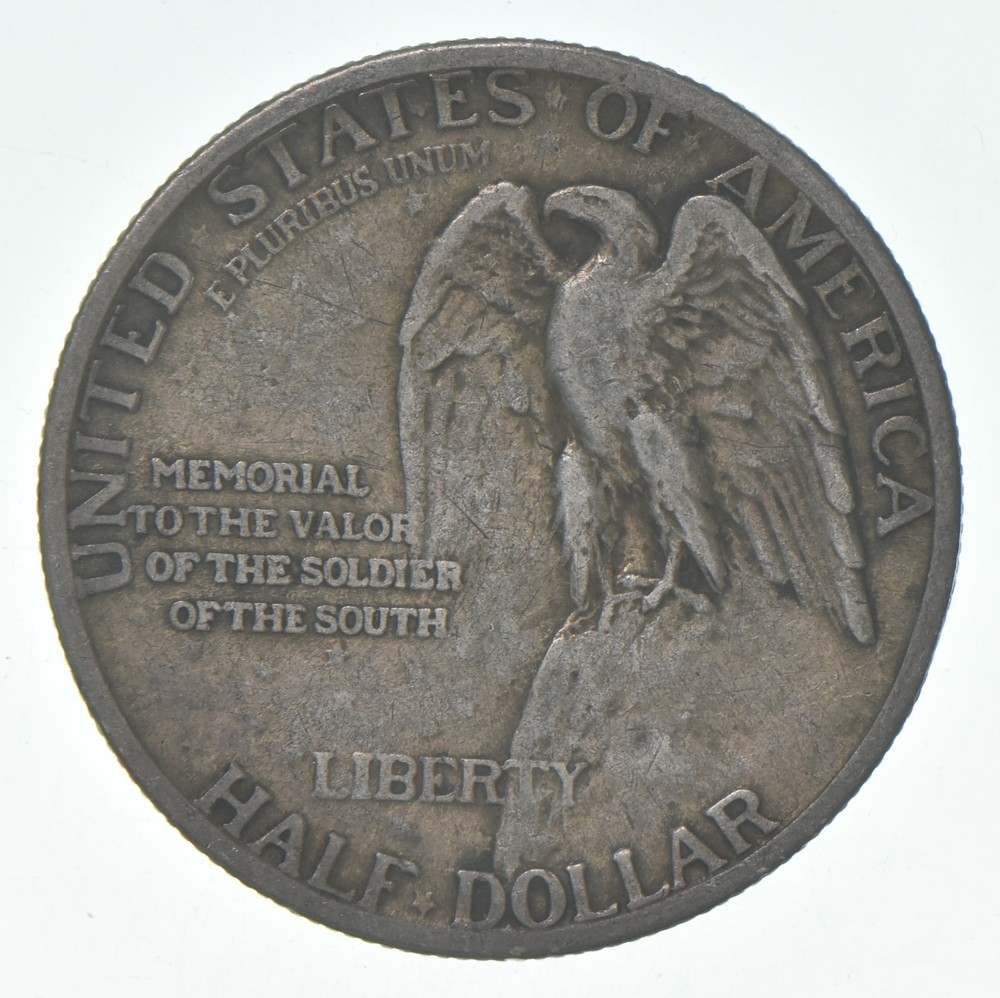 UNITED STATES OF AMERICA
E PLURIBUS UNUM
MEMORIAL
TO THE VALOR
OF THE SOLDIER
OF THE SOUTH
LIBERTY
HALF DOLLAR